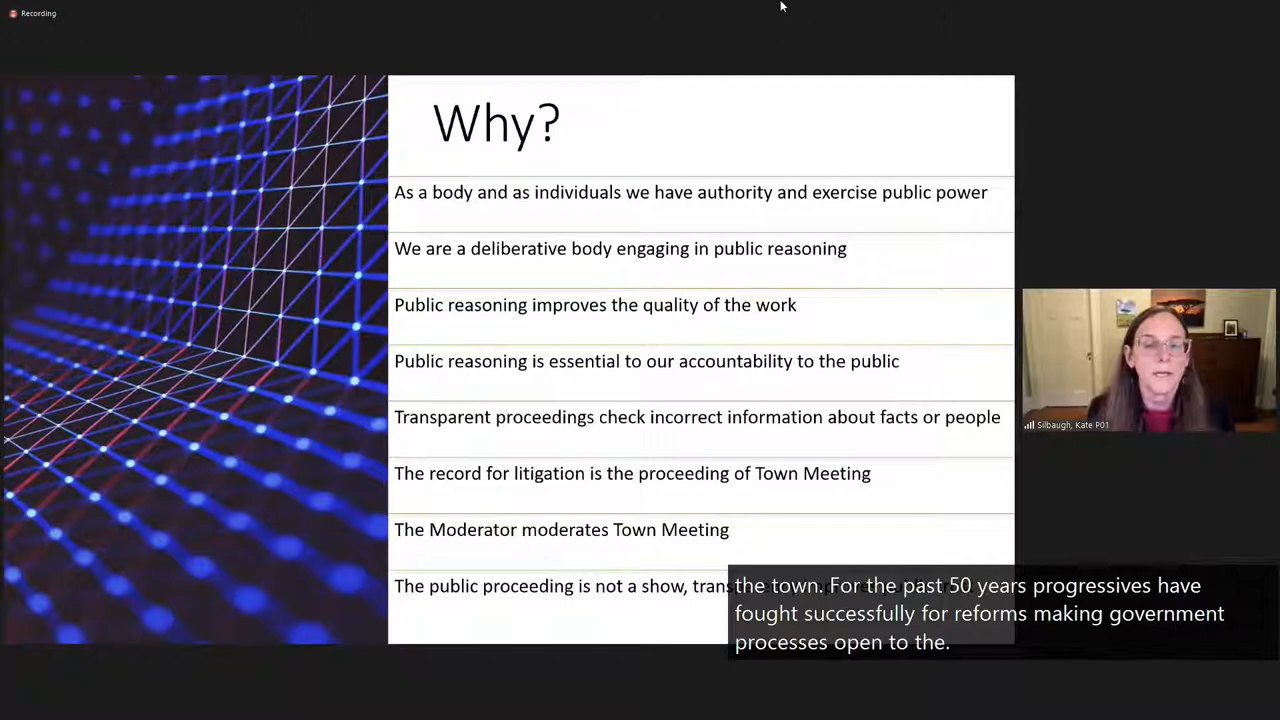 Recording
Why?
As a body and as individuals we have authority and exercise public power
We are a deliberative body engaging in public reasoning
Public reasoning improves the quality of the work
Public reasoning is essential to our accountability to the public
Transparent proceedings check incorrect information about facts or people
Silbaugh, Kate P01
The record for litigation is the proceeding of Town Meeting
The Moderator moderates Town Meeting
The public proceeding is not a show,
the town. For the past 50 years progressives have
fought successfully for reforms making government
processes open to the.